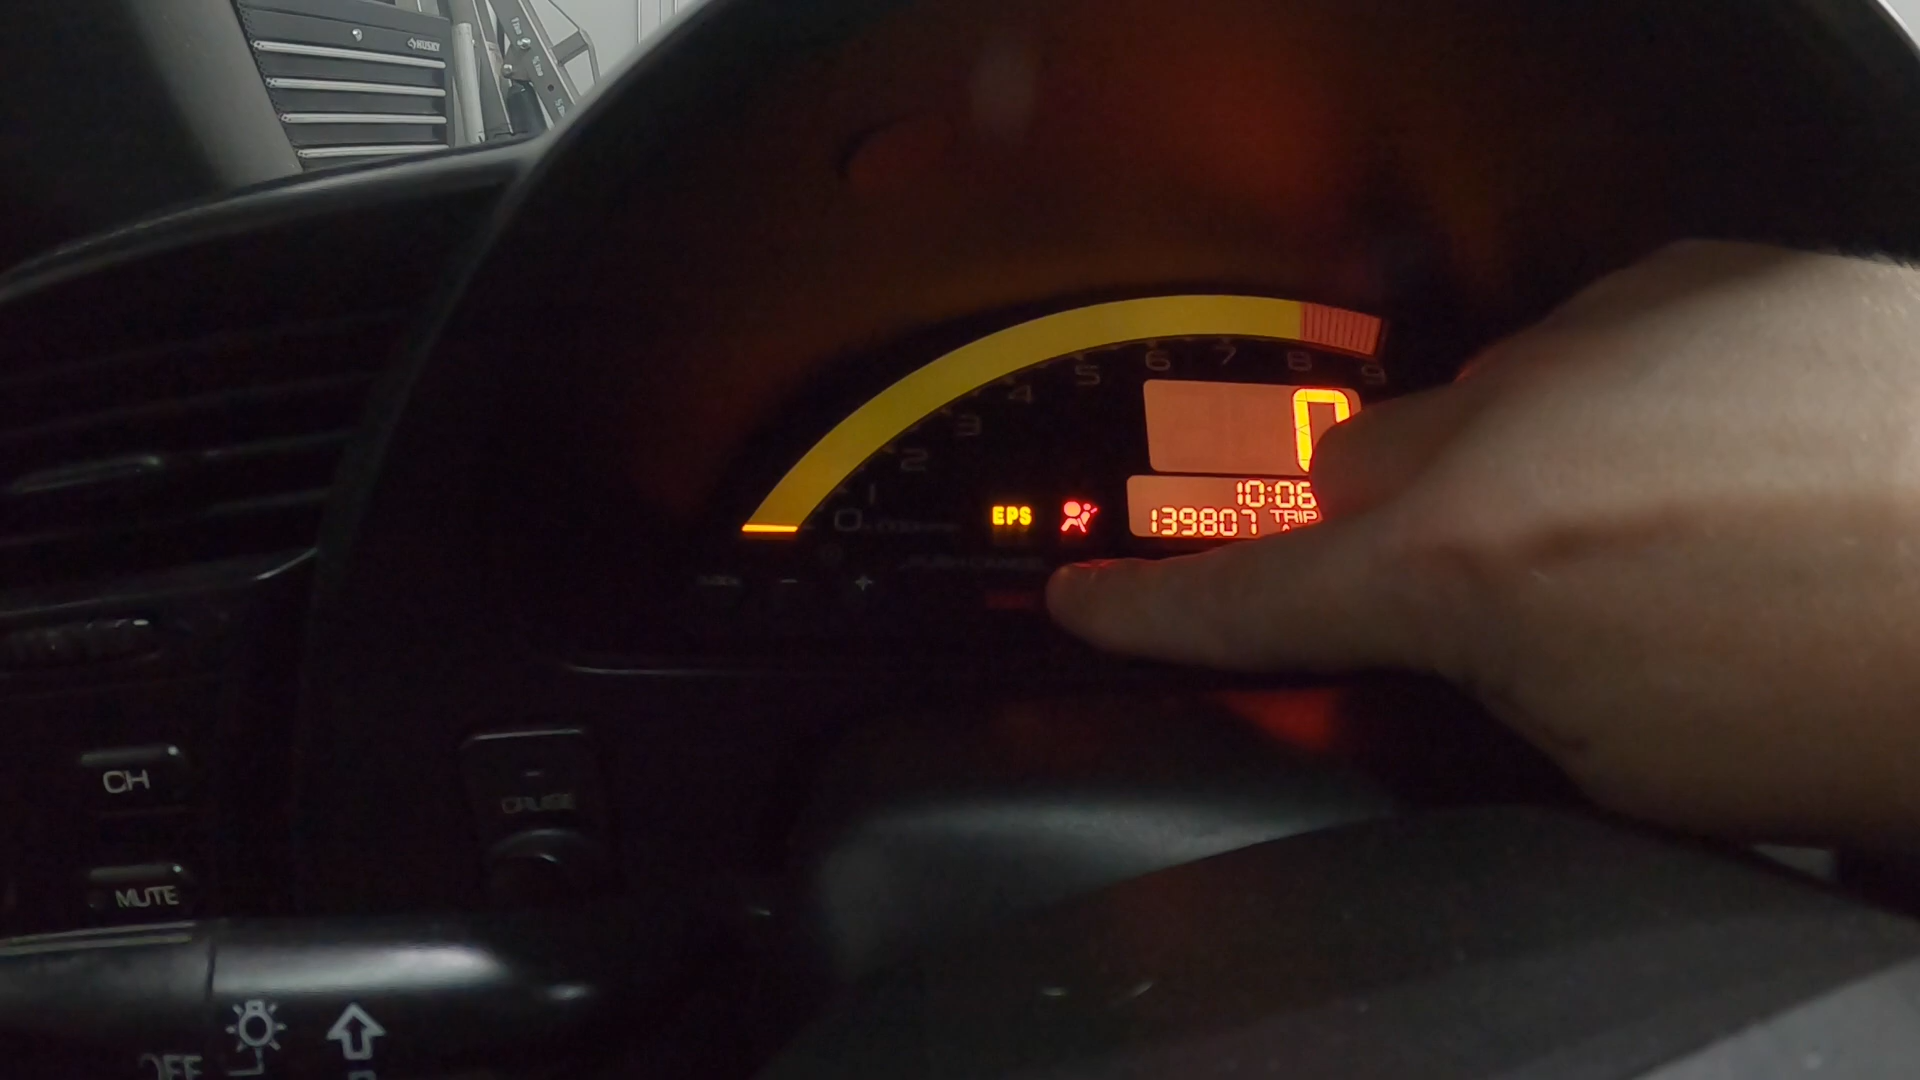 HUSKY
0 1 2 3 4 5 6 7 8 9
0
10:06
139807 TRIP
A
EPS
- +
CH
CRUISE
MUTE
OFF